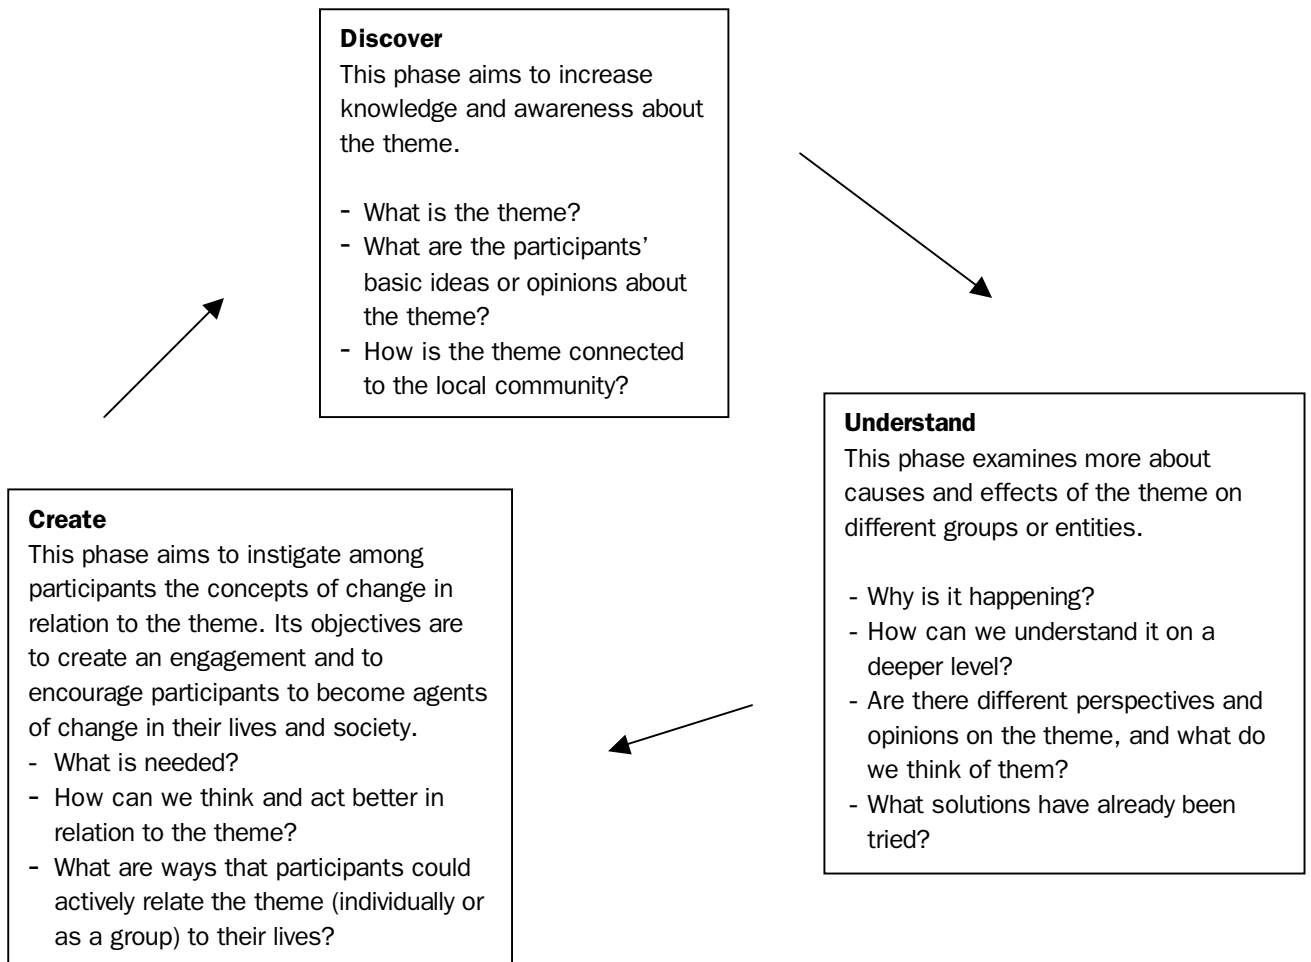 Discover
This phase aims to increase
knowledge and awareness about
the theme.
- What is the theme?
- What are the participants’
basic ideas or opinions about
the theme?
- How is the theme connected
to the local community?
Understand
This phase examines more about
causes and effects of the theme on
different groups or entities.
- Why is it happening?
- How can we understand it on a
deeper level?
- Are there different perspectives and
opinions on the theme, and what do
we think of them?
- What solutions have already been
tried?
Create
This phase aims to instigate among
participants the concepts of change in
relation to the theme. Its objectives are
to create an engagement and to
encourage participants to become agents
of change in their lives and society.
- What is needed?
- How can we think and act better in
relation to the theme?
- What are ways that participants could
actively relate the theme (individually or
as a group) to their lives?